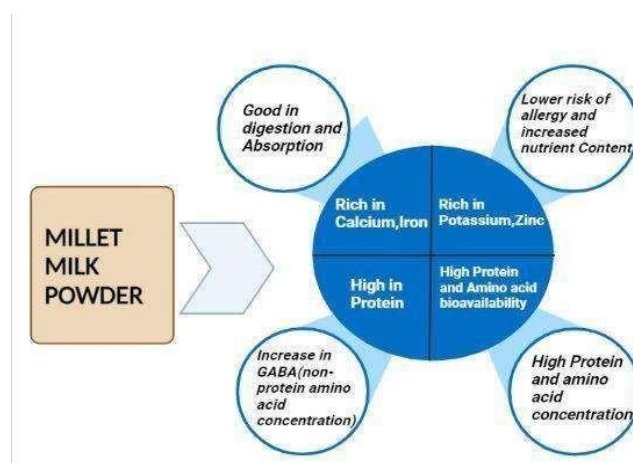 MILLET
MILK
POWDER
Good in
digestion and
Absorption
Lower risk of
allergy and
increased
nutrient Content,
Rich in
Calcium,Iron
Rich in
Potassium,Zinc
High in
Protein
High Protein
and Amino acid
bioavailability
Increase in
GABA(non-
protein amino
acid
concentration)
High Protein
and amino
acid
concentration